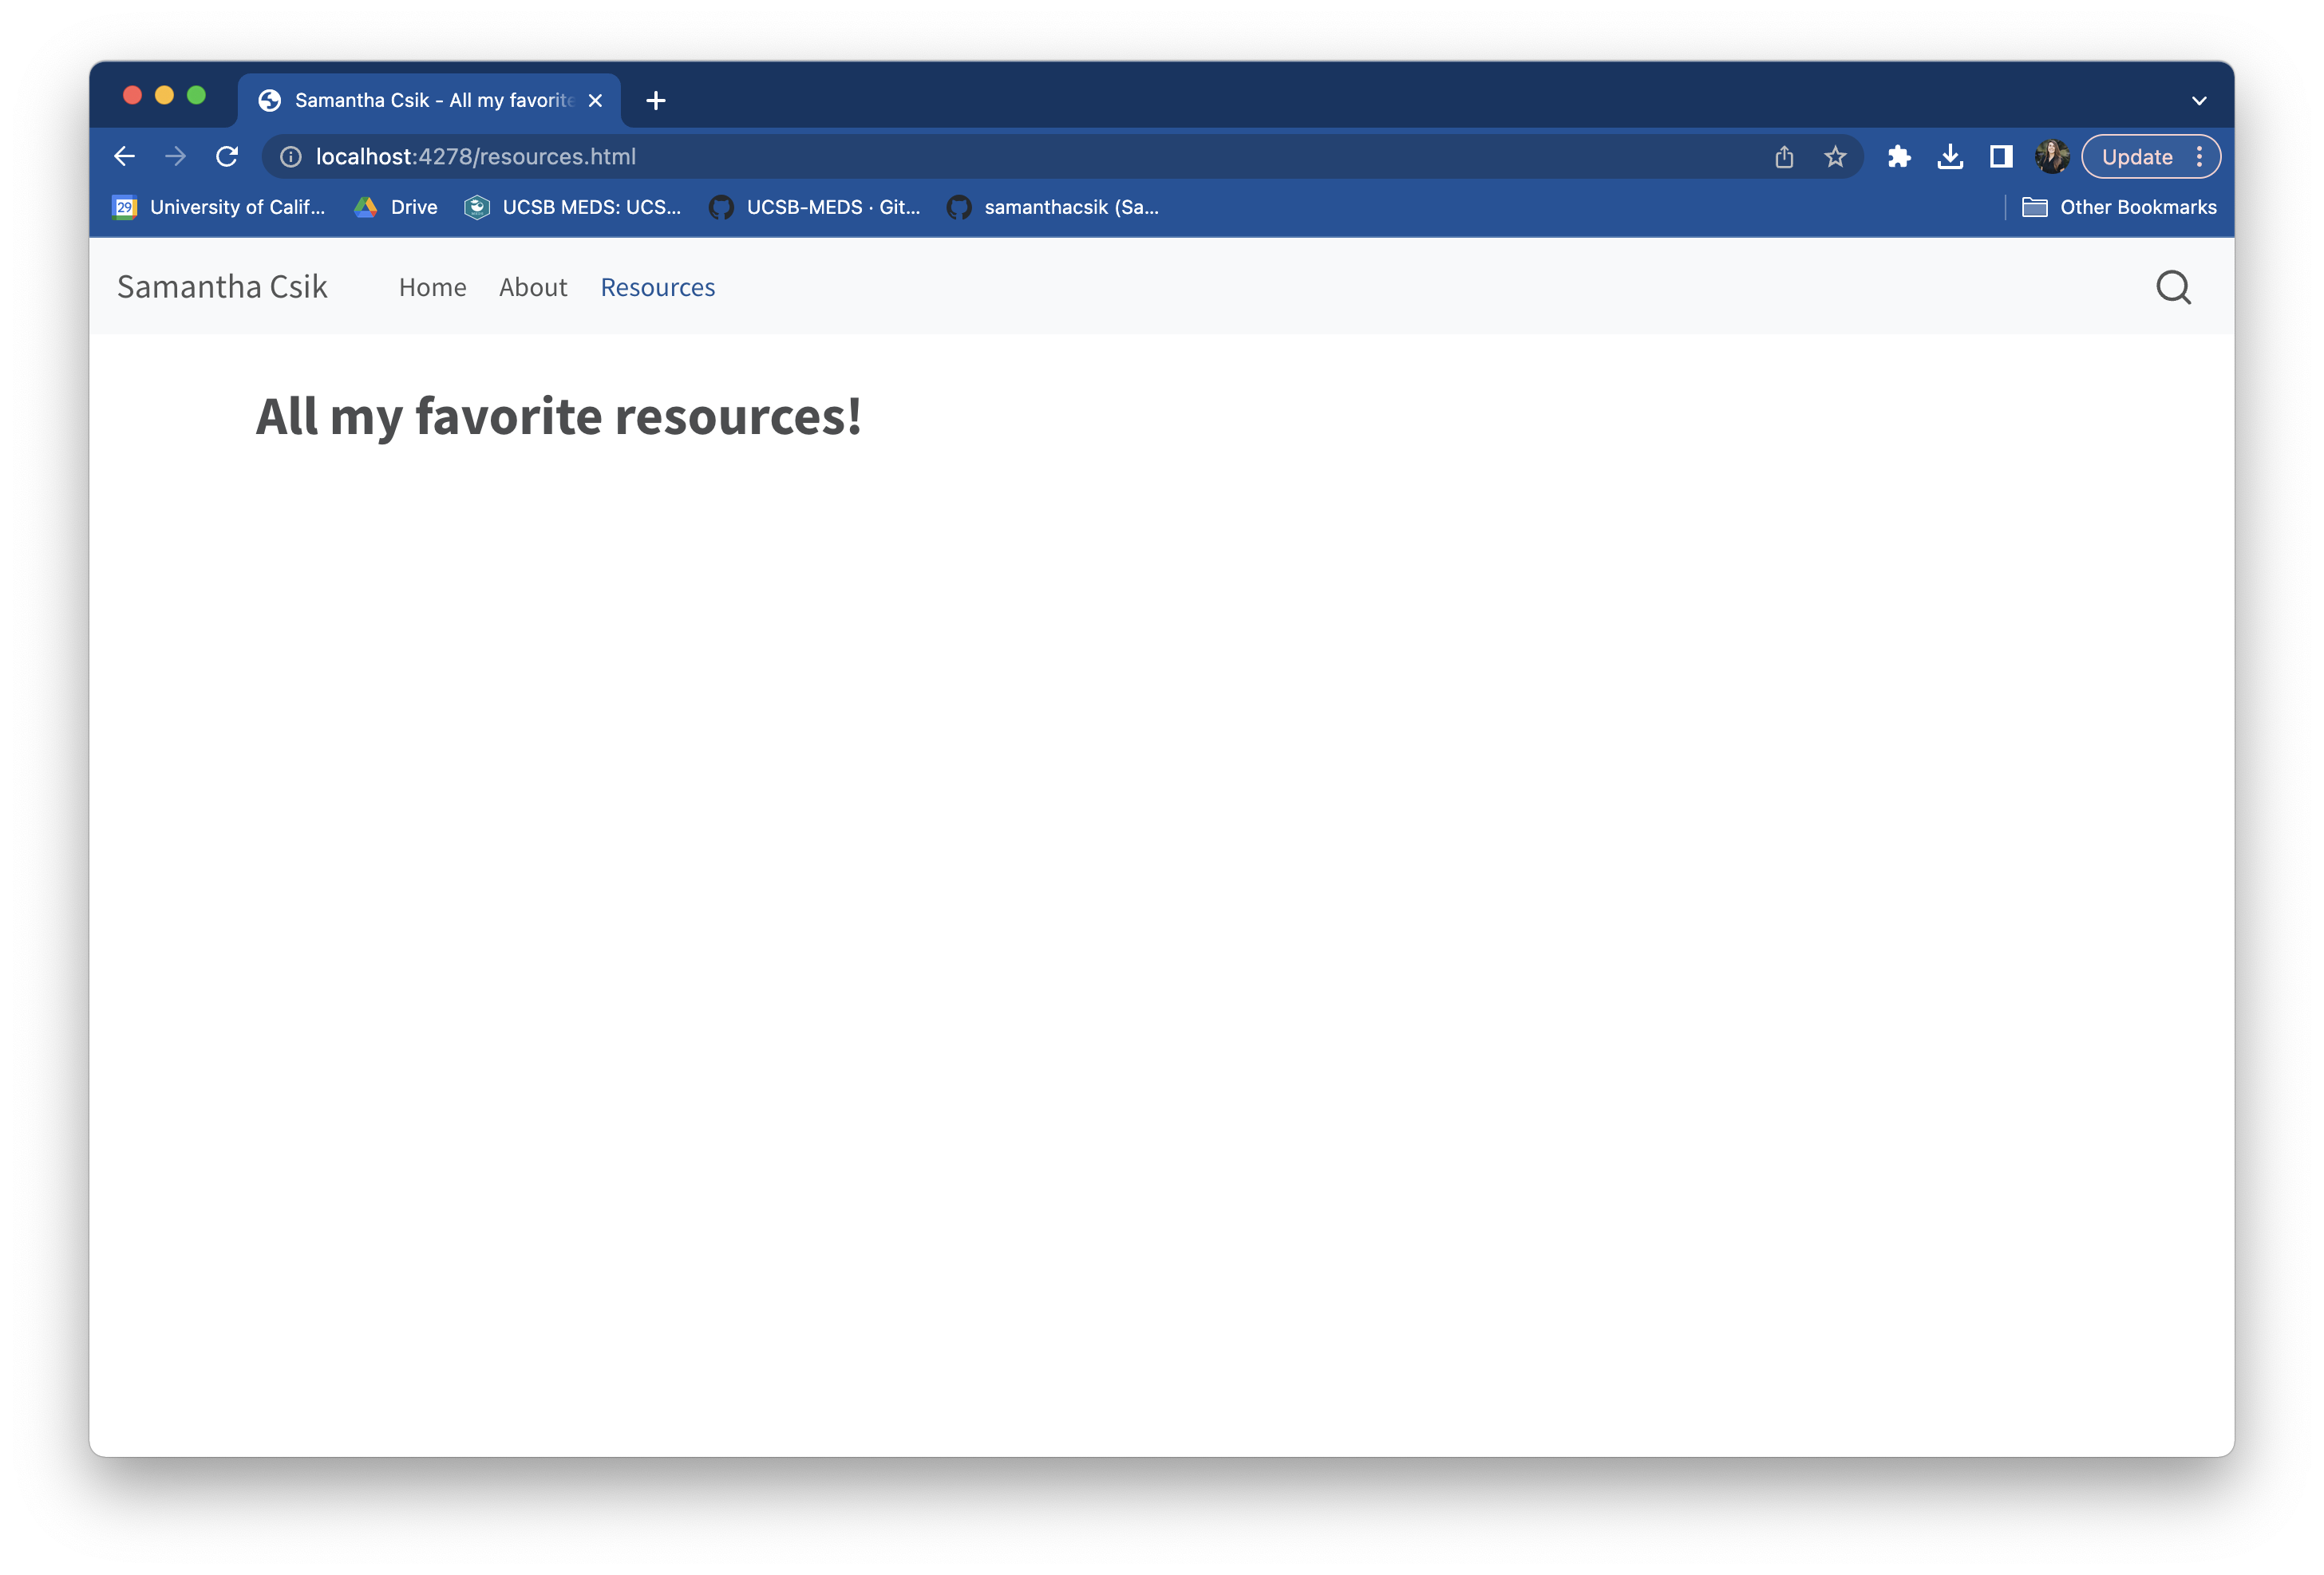 Samantha Csik - All my favorite
localhost:4278/resources.html
Update
29 University of Calif... Drive UCSB MEDS: UCS... UCSB-MEDS · Git... samanthacsik (Sa... Other Bookmarks
Samantha Csik Home About Resources
All my favorite resources!